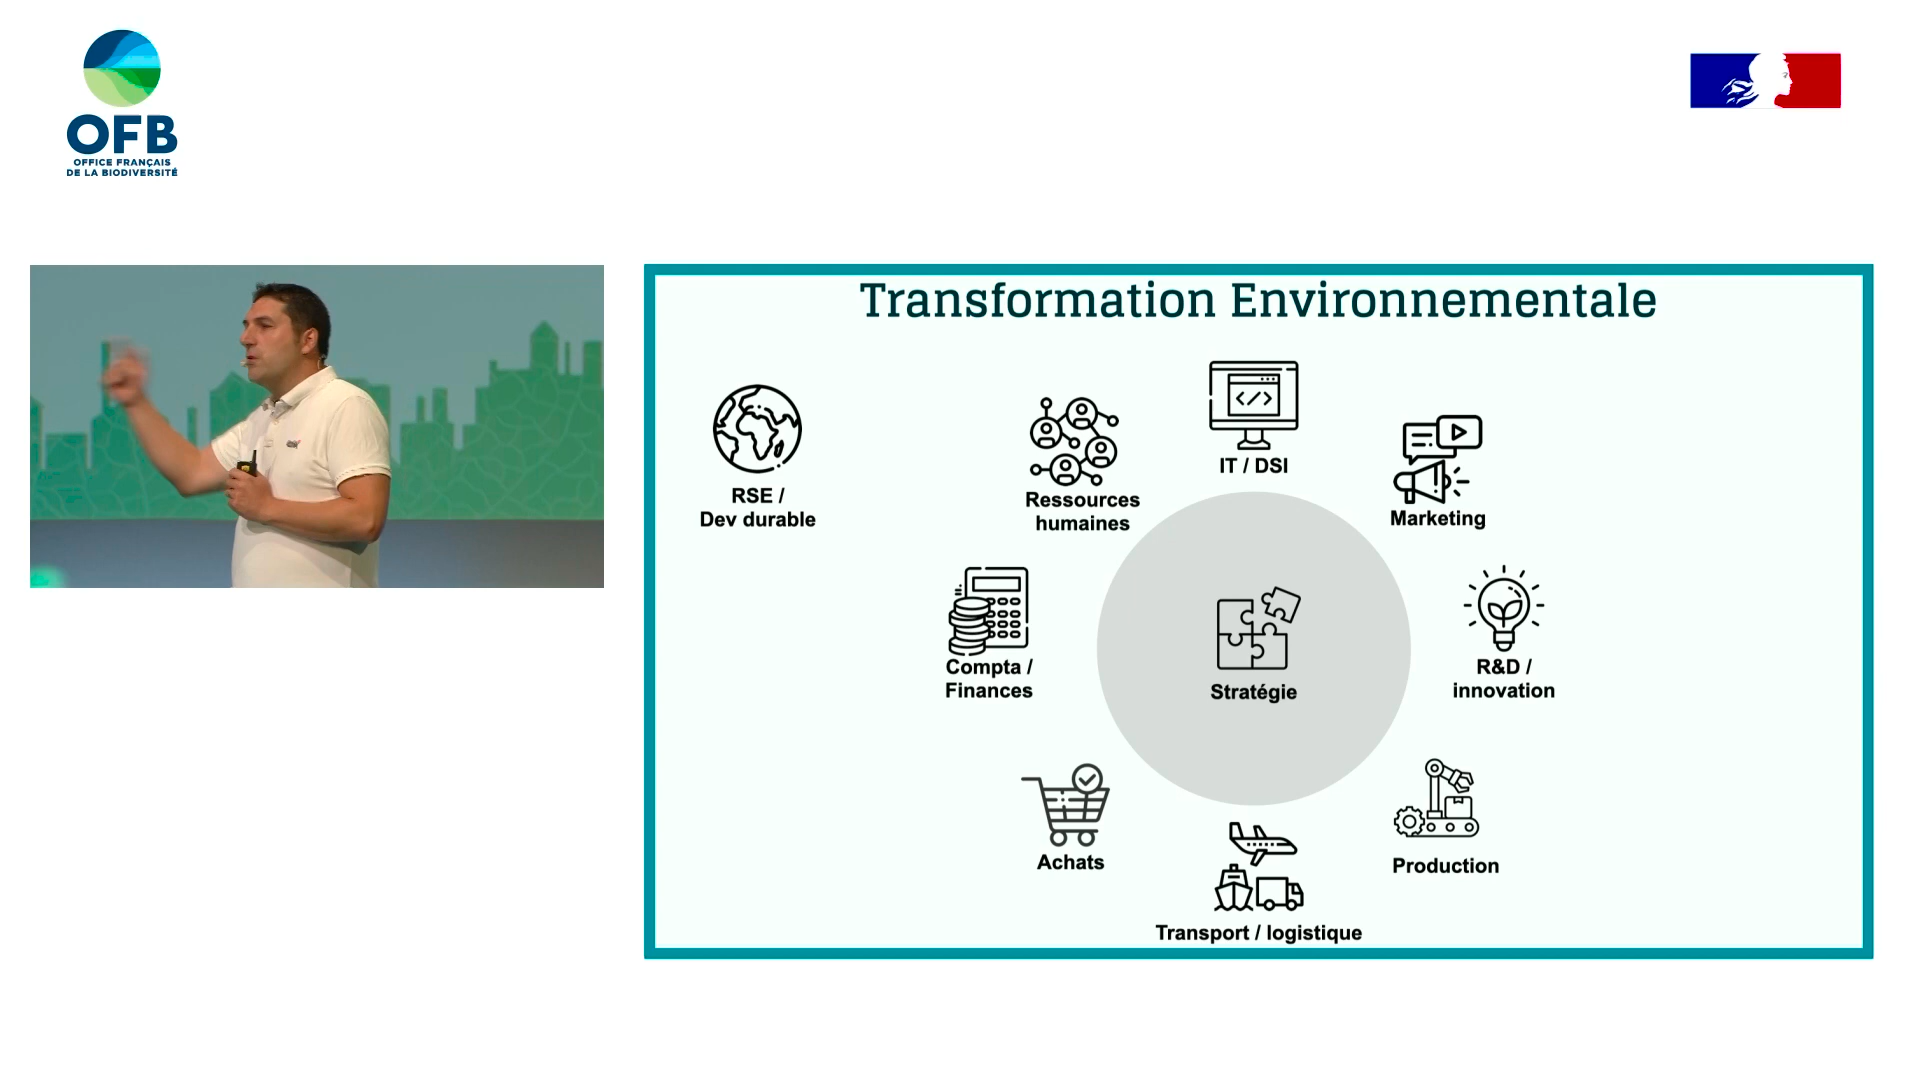 OFB
OFFICE FRANÇAIS
DE LA BIODIVERSITÉ
Transformation Environnementale
RSE /
Dev durable
Ressources
humaines
IT / DSI
Marketing
Compta /
Finances
Stratégie
R&D /
innovation
Achats
Production
Transport / logistique